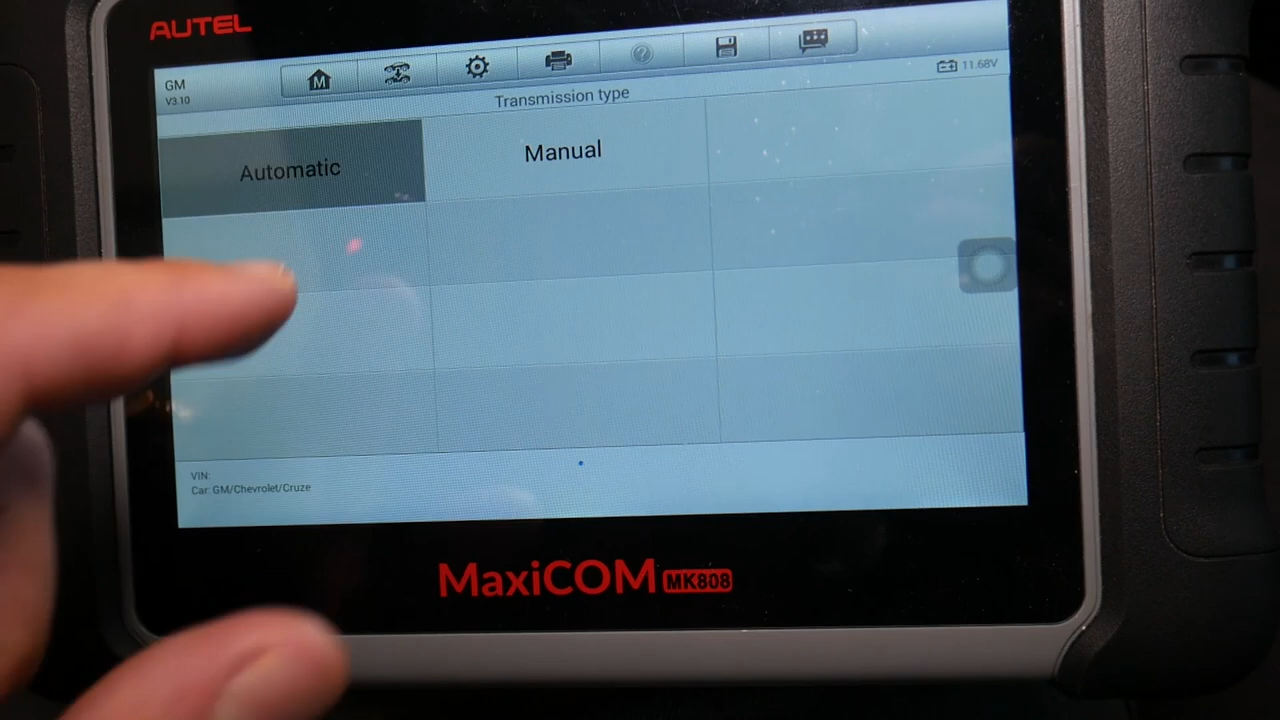 AUTEL
GM
V3.10
M
11.68V
Transmission type
Automatic
Manual
VIN:
Car: GM/Chevrolet/Cruze
MaxiCOM MK808